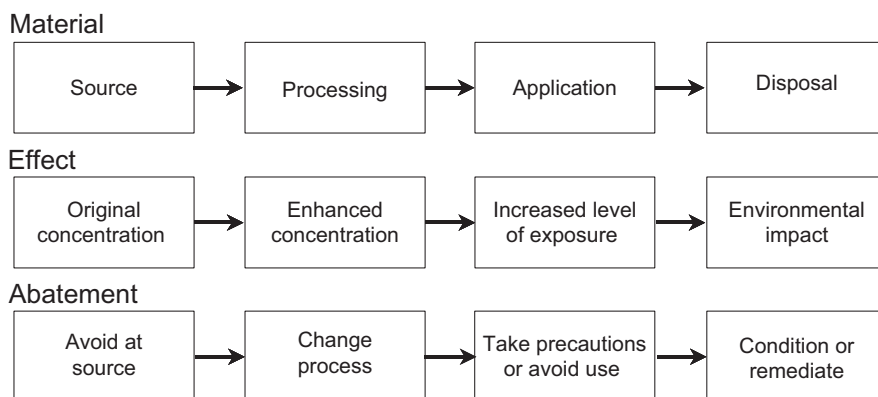 Material
Source
Processing
Application
Disposal
Effect
Original
concentration
Enhanced
concentration
Increased level
of exposure
Environmental
impact
Abatement
Avoid at
source
Change
process
Take precautions
or avoid use
Condition or
remediate